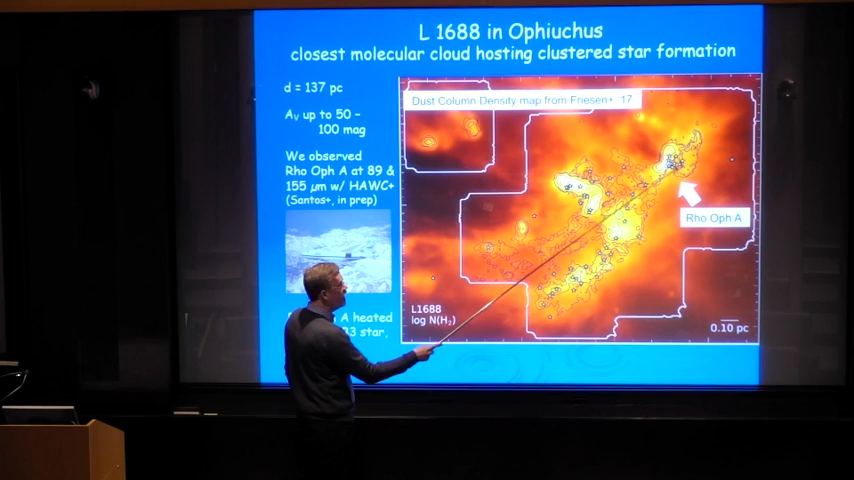 L 1688 in Ophiuchus
closest molecular cloud hosting clustered star formation
d = 137 pc
AV up to 50 –
100 mag
We observed
Rho Oph A at 89 &
155 µm w/ HAWC+
(Santos+, in prep)
A heated
star,
Dust Column Density map from Friesen+ '17
Rho Oph A
L1688
log N(H₂)
0.10 pc